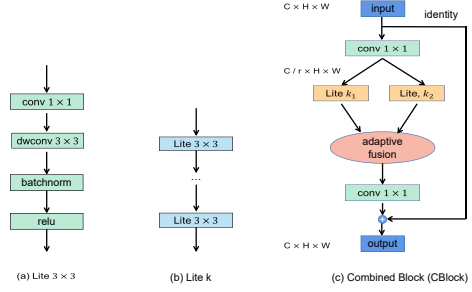 conv 1 × 1
dwconv 3 × 3
batchnorm
relu
(a) Lite 3 × 3
Lite 3 × 3
...
Lite 3 × 3
(b) Lite k
C × H × W
input
identity
conv 1 × 1
C / r × H × W
Lite k₁
Lite, k₂
adaptive
fusion
conv 1 × 1
+
C × H × W
output
(c) Combined Block (CBlock)